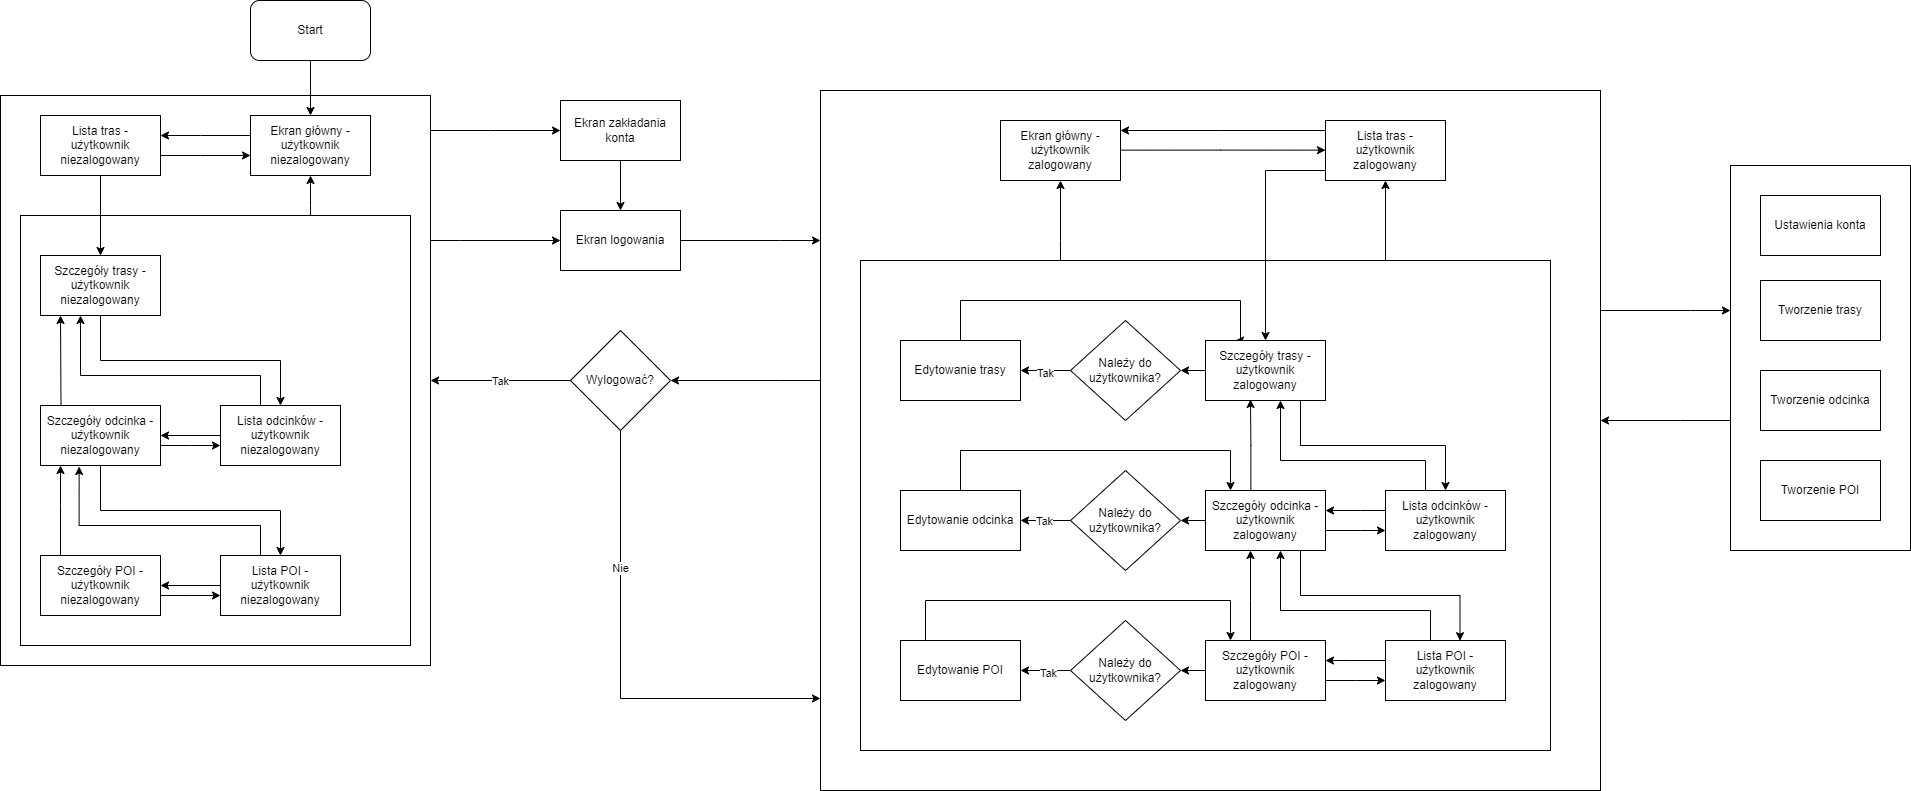 Start
Lista tras -
użytkownik
niezalogowany
Ekran główny -
użytkownik
niezalogowany
Szczegóły trasy -
użytkownik
niezalogowany
Szczegóły odcinka -
użytkownik
niezalogowany
Lista odcinków -
użytkownik
niezalogowany
Szczegóły POI -
użytkownik
niezalogowany
Lista POI -
użytkownik
niezalogowany
Ekran zakładania
konta
Ekran logowania
Tak
Wylogować?
Nie
Ekran główny -
użytkownik
zalogowany
Lista tras -
użytkownik
zalogowany
Edytowanie trasy
Tak
Należy do
użytkownika?
Szczegóły trasy -
użytkownik
zalogowany
Edytowanie odcinka
Tak
Należy do
użytkownika?
Szczegóły odcinka -
użytkownik
zalogowany
Lista odcinków -
użytkownik
zalogowany
Edytowanie POI
Tak
Należy do
użytkownika?
Szczegóły POI -
użytkownik
zalogowany
Lista POI -
użytkownik
zalogowany
Ustawienia konta
Tworzenie trasy
Tworzenie odcinka
Tworzenie POI